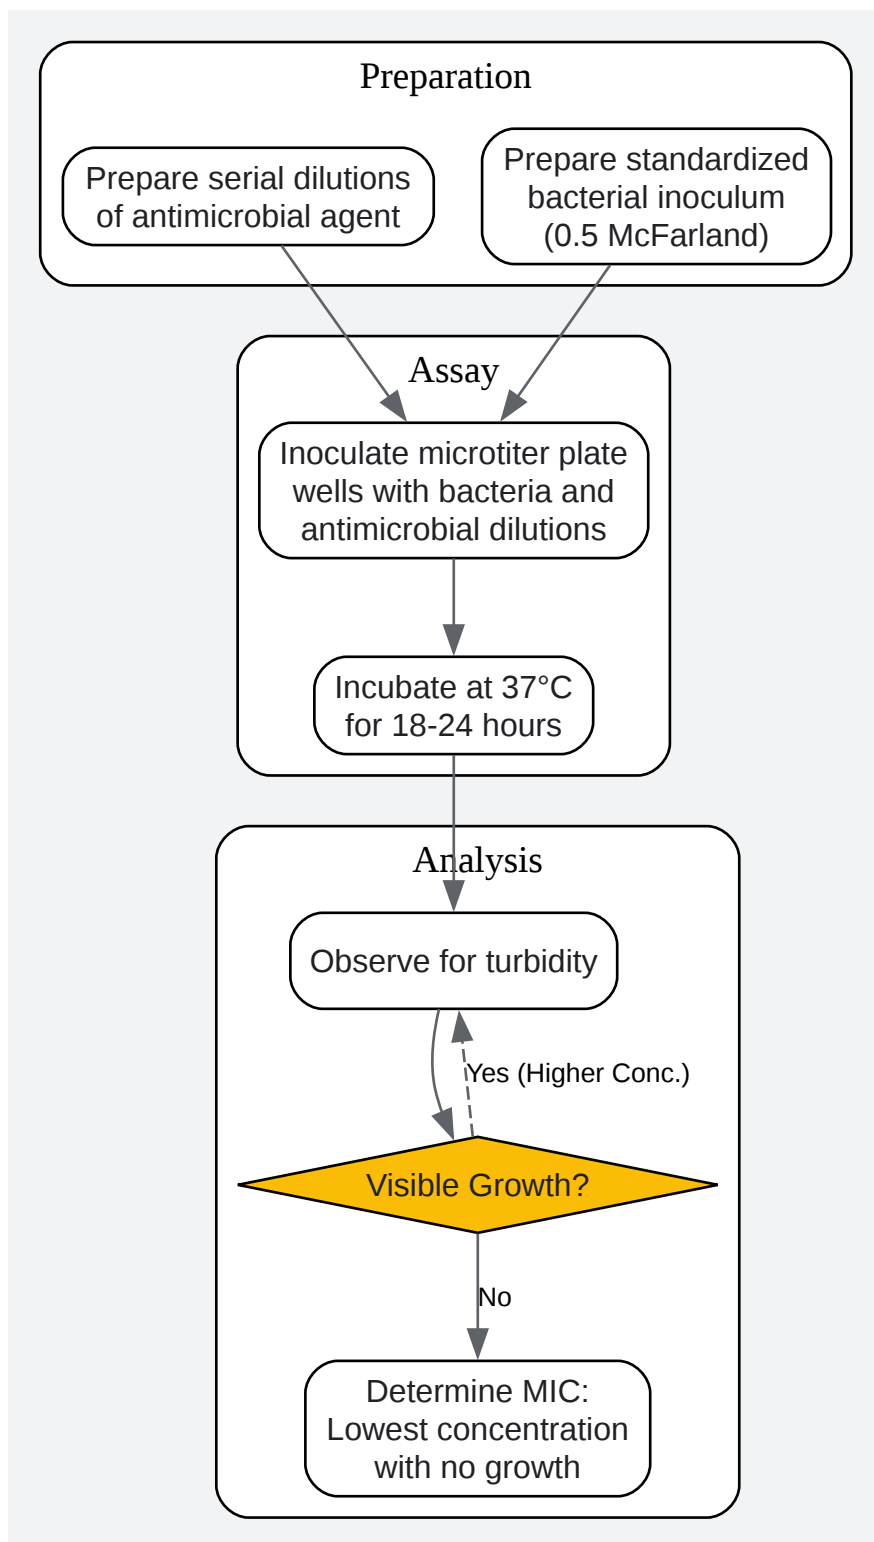 Preparation
Prepare serial dilutions
of antimicrobial agent
Prepare standardized
bacterial inoculum
(0.5 McFarland)
Assay
Inoculate microtiter plate
wells with bacteria and
antimicrobial dilutions
Incubate at 37°C
for 18-24 hours
Analysis
Observe for turbidity
Yes (Higher Conc.)
Visible Growth?
No
Determine MIC:
Lowest concentration
with no growth